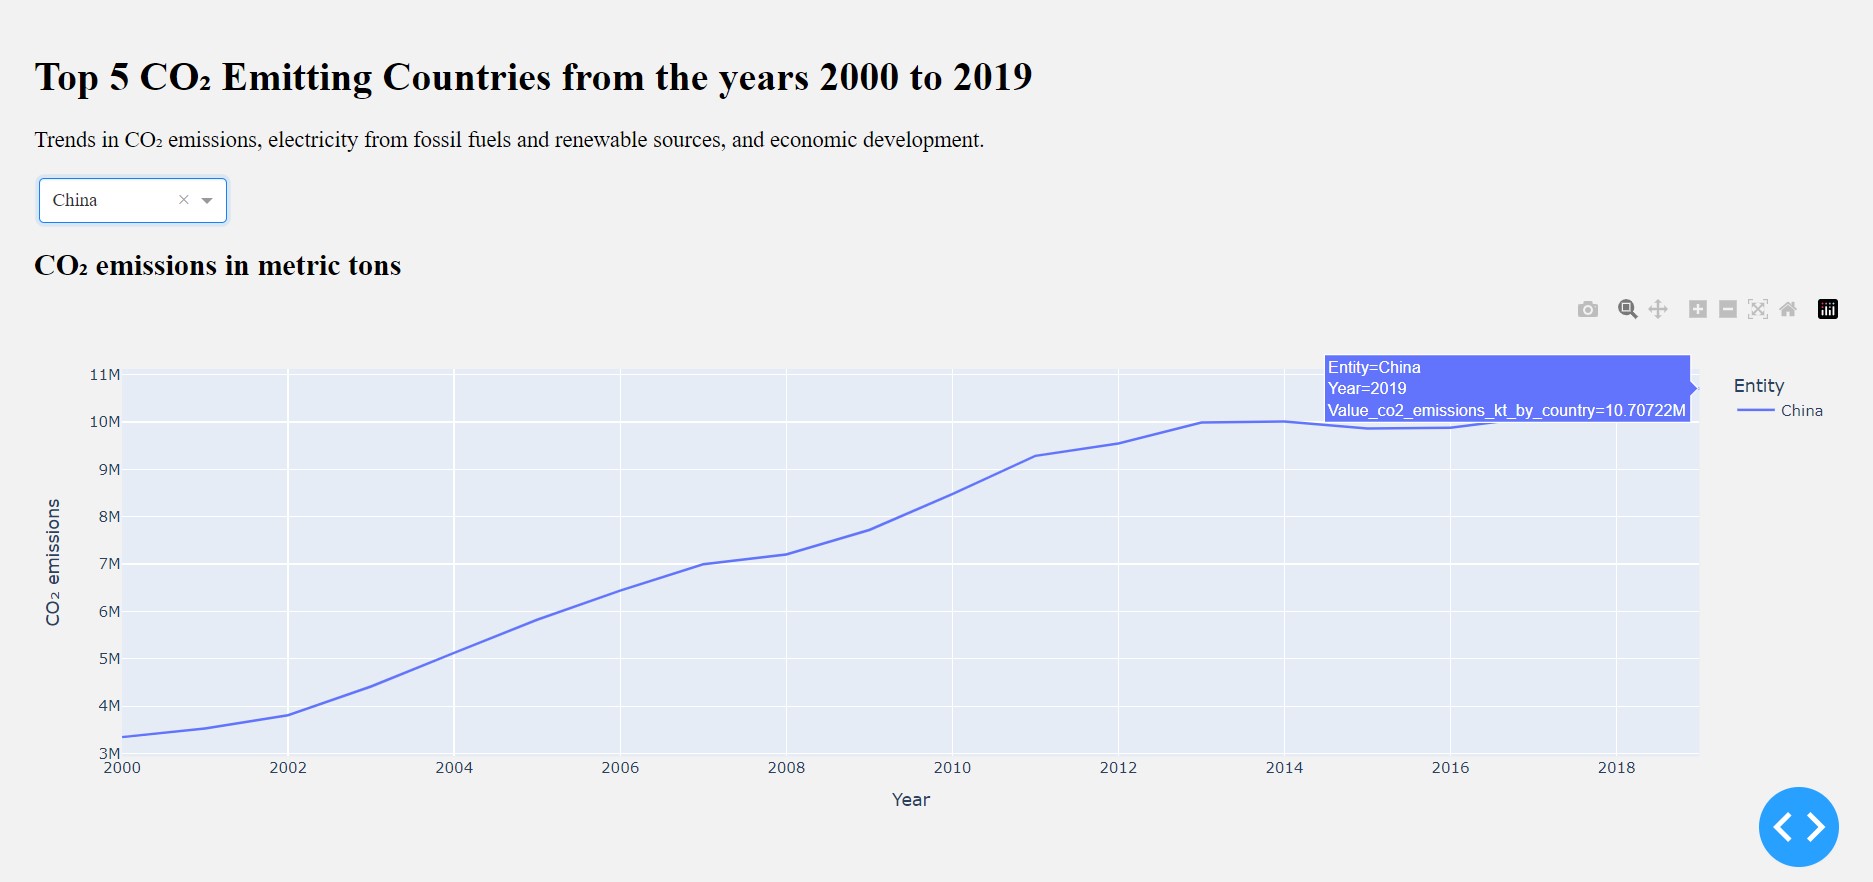 Top 5 CO₂ Emitting Countries from the years 2000 to 2019
Trends in CO₂ emissions, electricity from fossil fuels and renewable sources, and economic development.
China
CO₂ emissions in metric tons
Entity=China
Year=2019
Value_co2_emissions_kt_by_country=10.70722M
Entity
China
11M
10M
9M
8M
7M
6M
5M
4M
3M
CO₂ emissions
2000 2002 2004 2006 2008 2010 2012 2014 2016 2018
Year